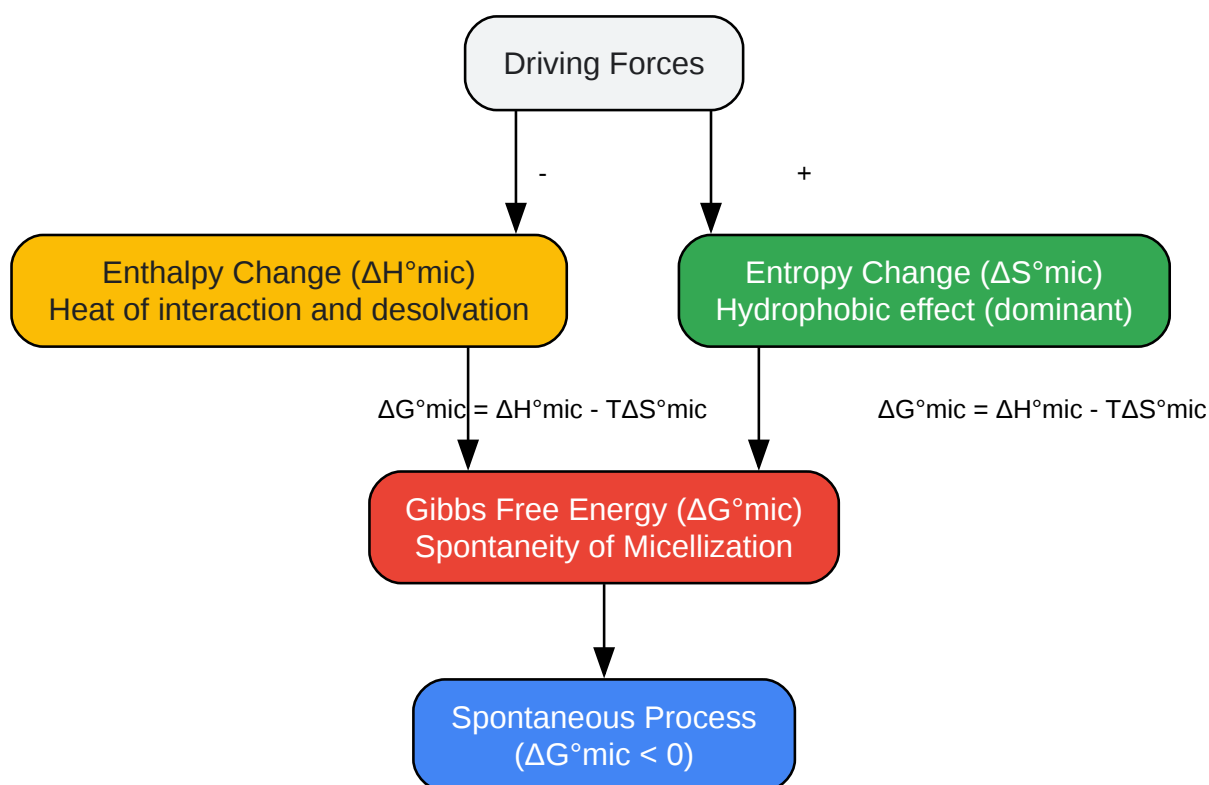 Driving Forces
-
+
Enthalpy Change (ΔH°mic)
Heat of interaction and desolvation
Entropy Change (ΔS°mic)
Hydrophobic effect (dominant)
ΔG°mic = ΔH°mic - TΔS°mic
ΔG°mic = ΔH°mic - TΔS°mic
Gibbs Free Energy (ΔG°mic)
Spontaneity of Micellization
Spontaneous Process
(ΔG°mic < 0)